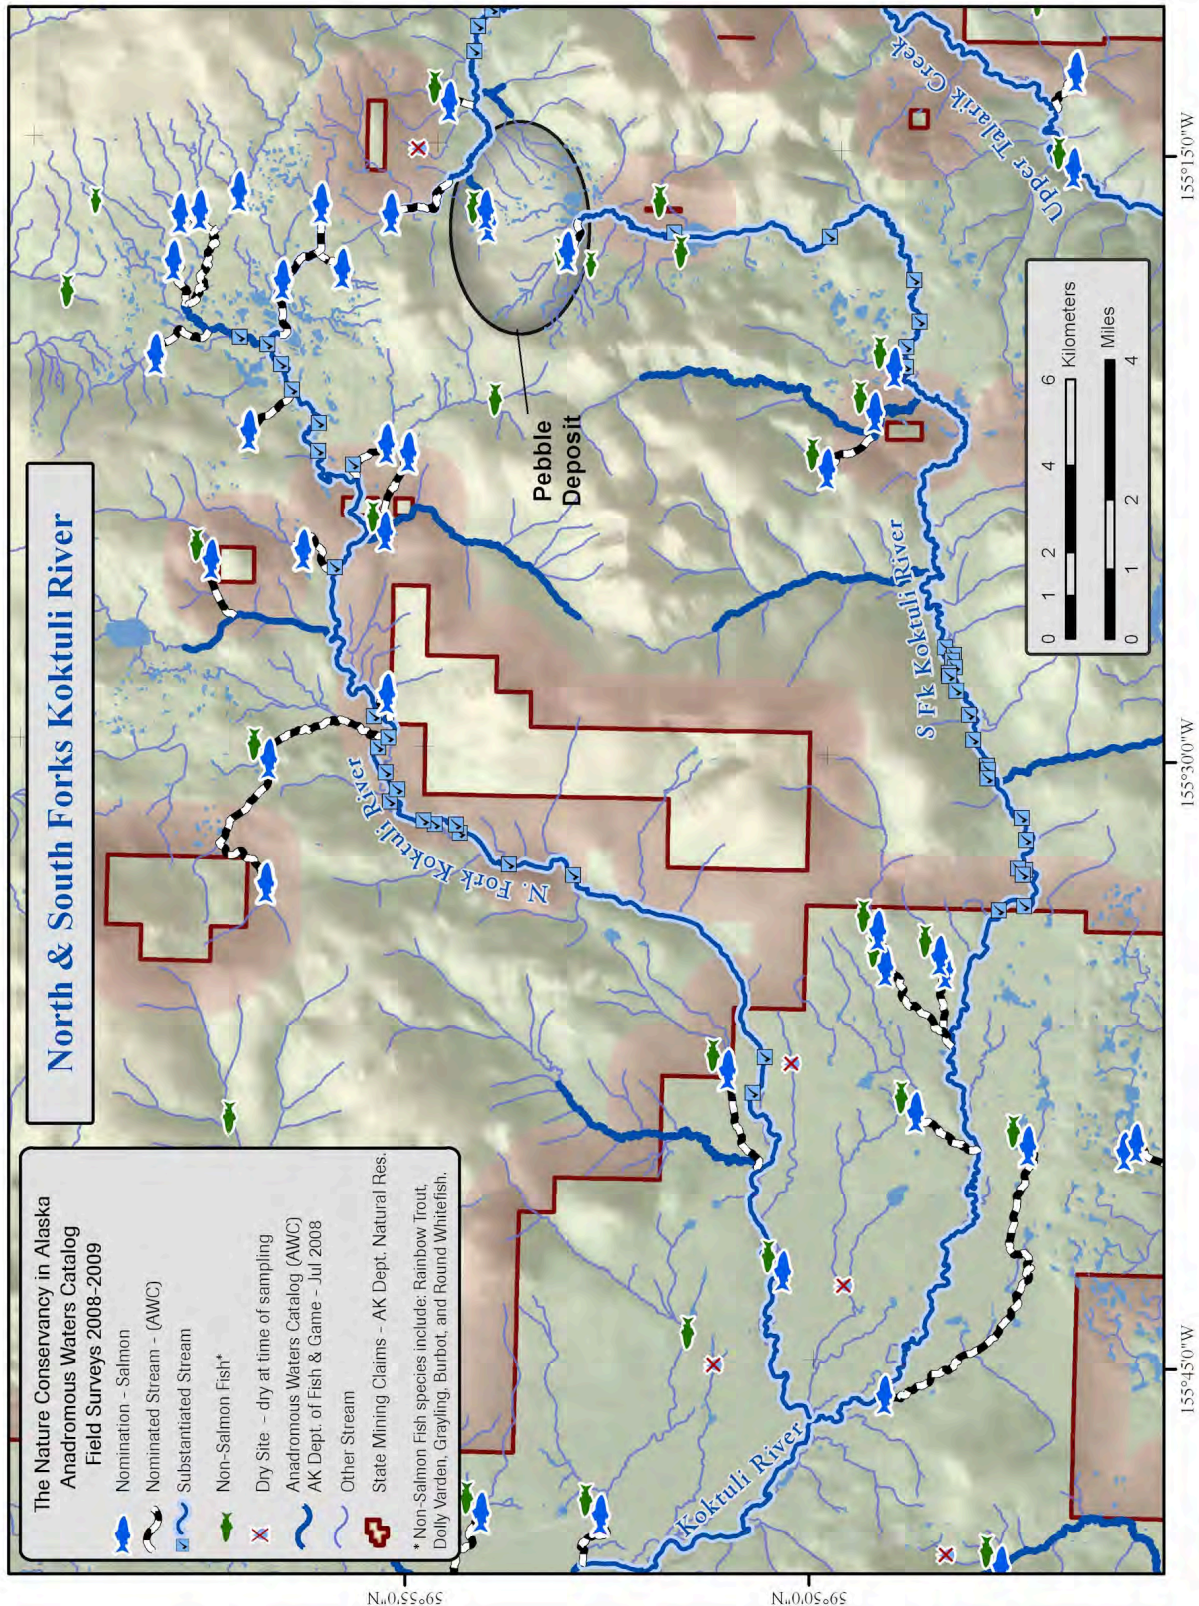 North & South Forks Koktuli River
The Nature Conservancy in Alaska
Anadromous Waters Catalog
Field Surveys 2008-2009
Nomination - Salmon
Nominated Stream - (AWC)
Substantiated Stream
Non-Salmon Fish*
Dry Site - dry at time of sampling
Anadromous Waters Catalog (AWC)
AK Dept. of Fish & Game - Jul 2008
Other Stream
State Mining Claims - AK Dept. Natural Res.
* Non-Salmon Fish species include: Rainbow Trout,
Dolly Varden, Grayling, Burbot, and Round Whitefish.
N. Fork Koktuli River
Pebble
Deposit
Upper Talarik Creek
S Fk Koktuli River
Koktuli River
0 1 2 4 6
Kilometers
Miles
0 1 2 4
155°45'0"W
155°30'0"W
155°15'0"W
59°55'0"N
59°50'0"N